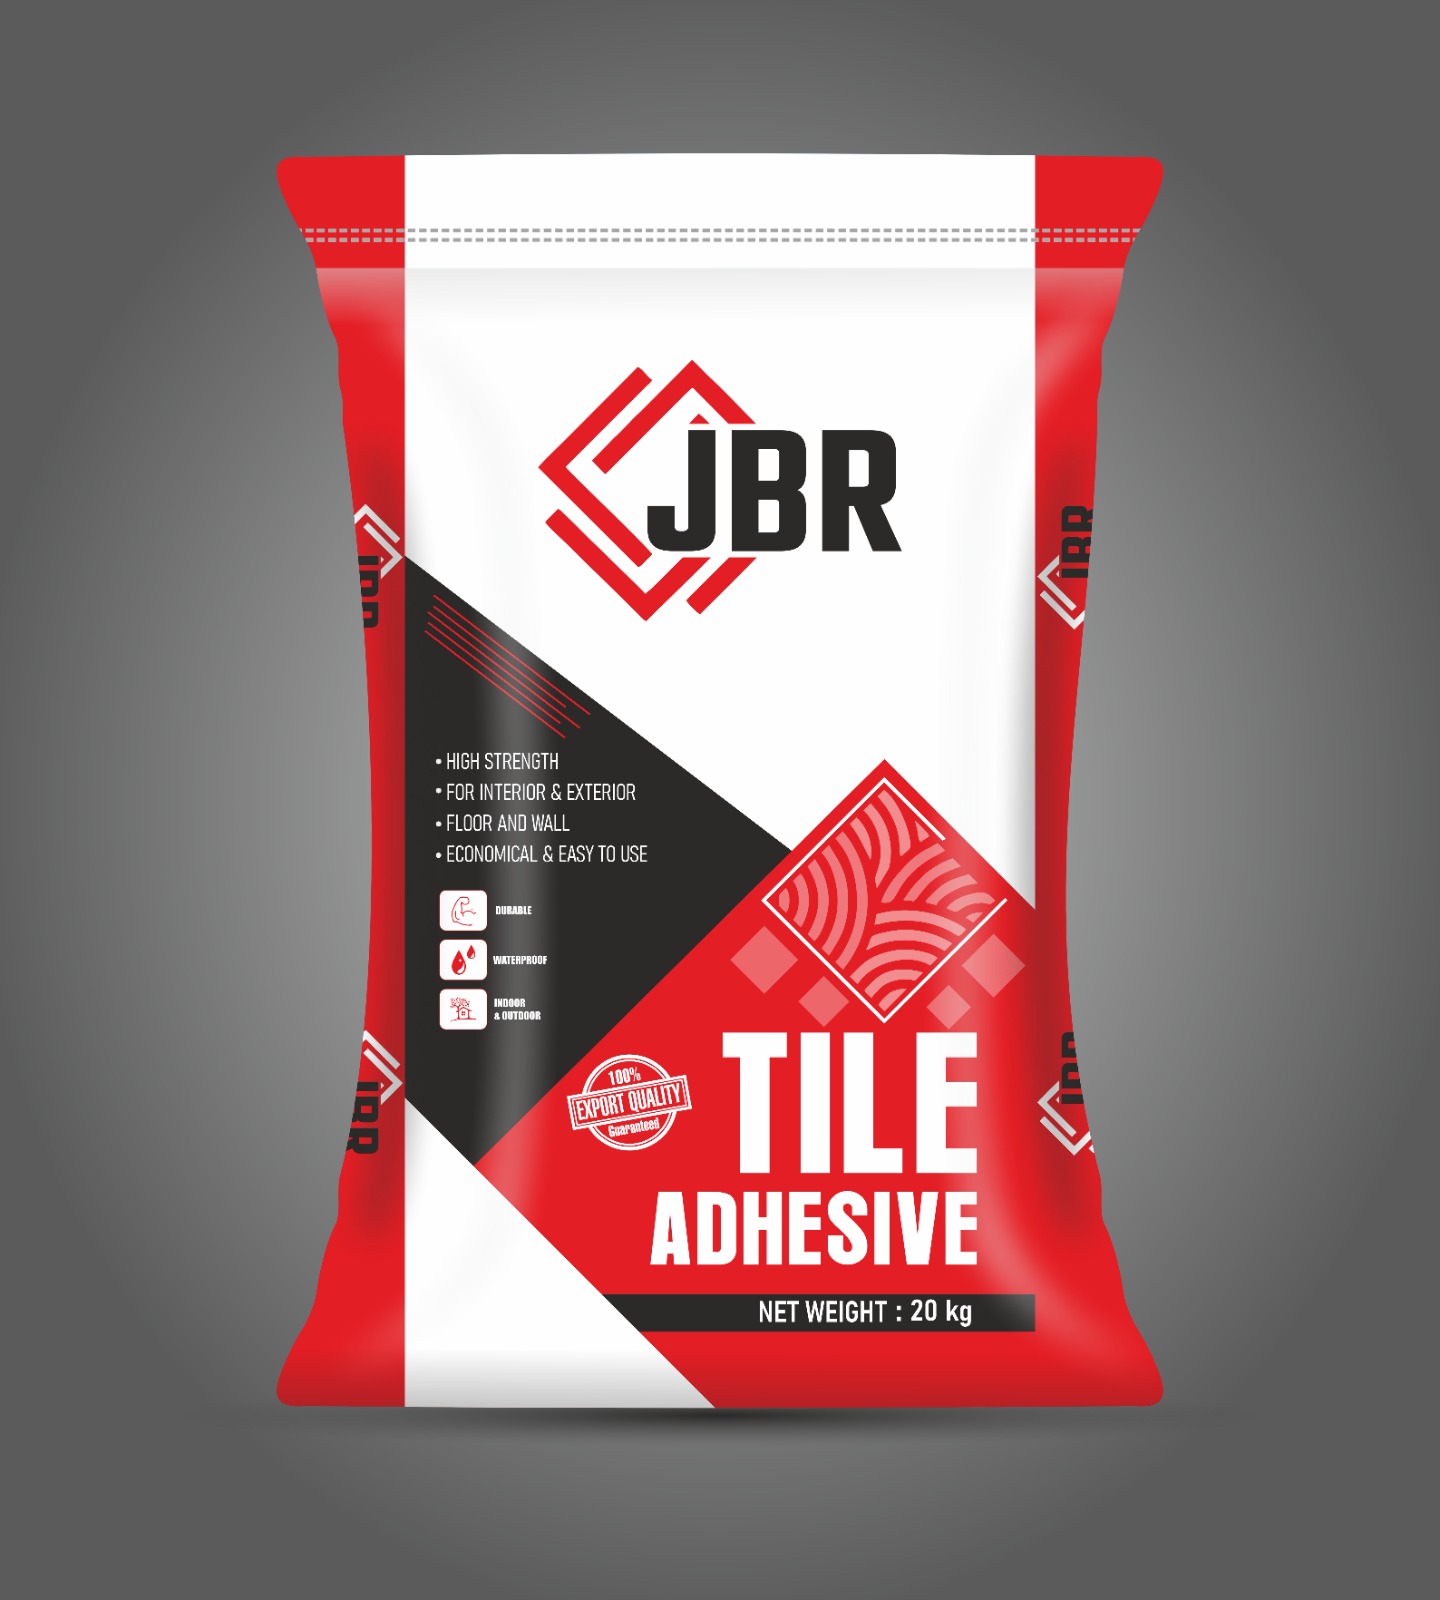 JBR
• HIGH STRENGTH
• FOR INTERIOR & EXTERIOR
• FLOOR AND WALL
• ECONOMICAL & EASY TO USE
DURABLE
WATERPROOF
INDOOR
& OUTDOOR
100%
EXPORT QUALITY
Guaranteed
TILE
ADHESIVE
NET WEIGHT : 20 kg
JBR
JBR
JBR
JBR